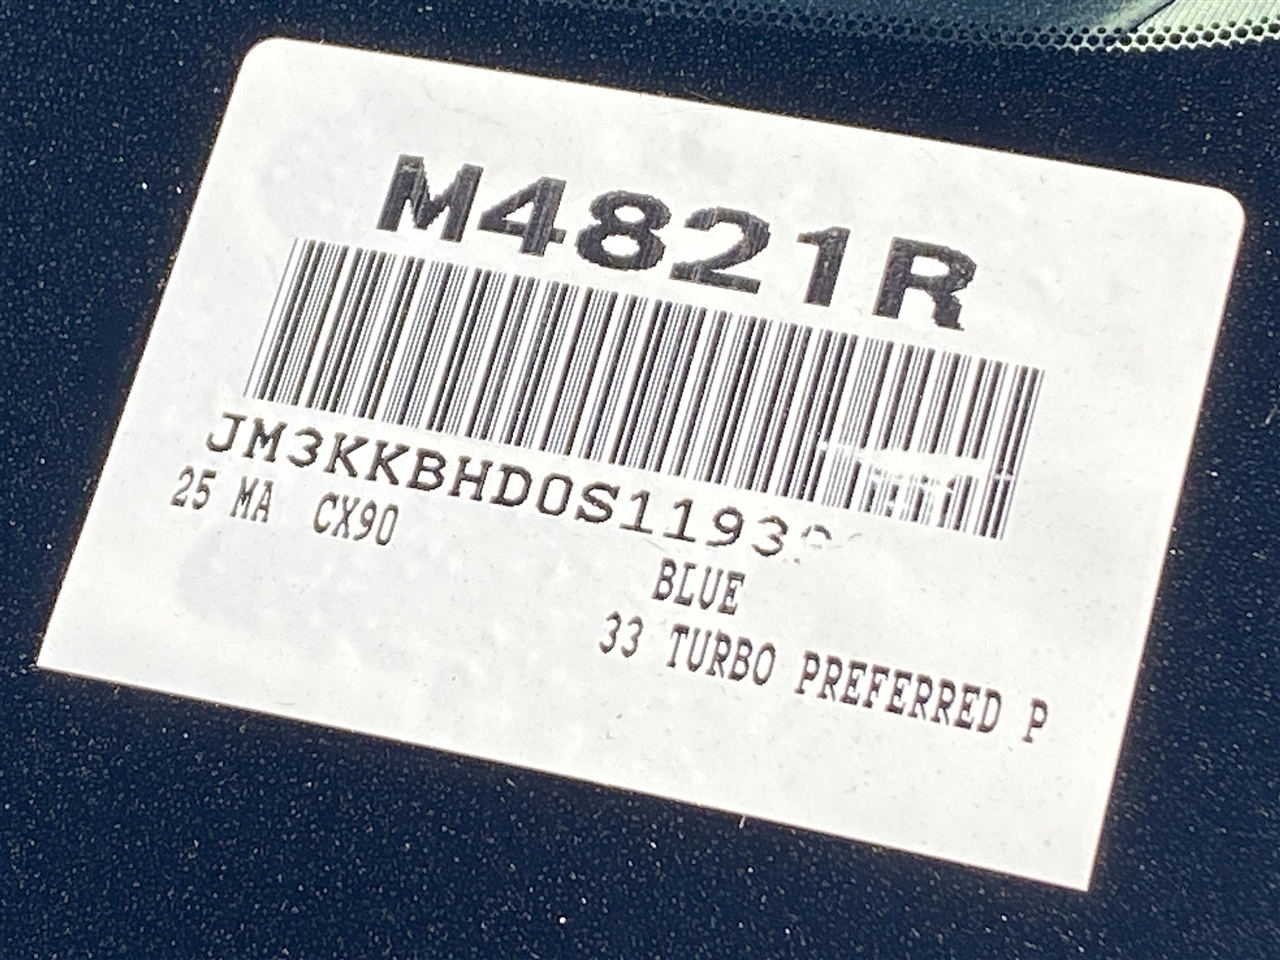 M4821R
JM3KKBHD0S1193
25 MA CX90
BLUE
33 TURBO PREFERRED P